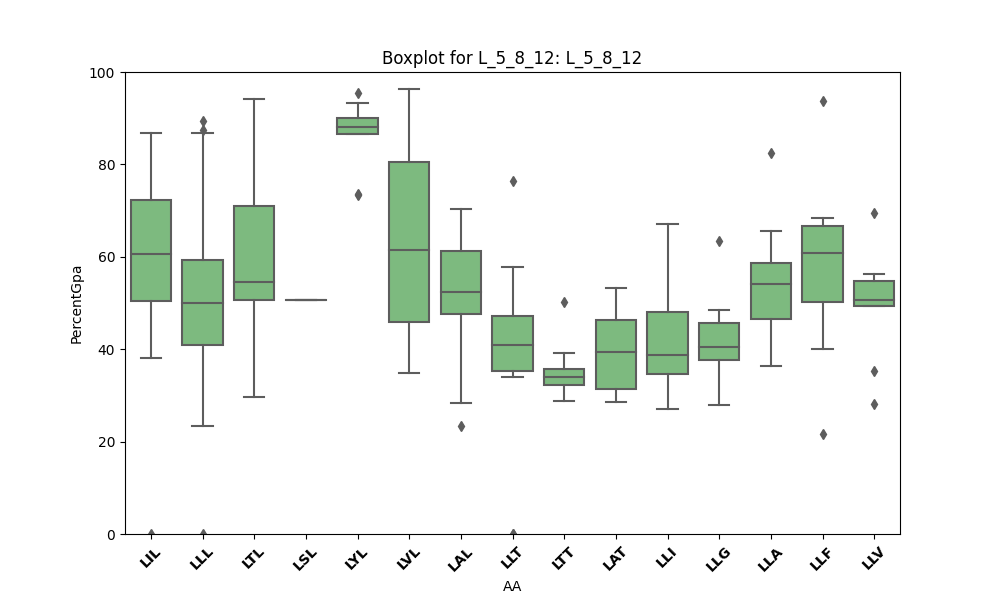 Boxplot for L_5_8_12: L_5_8_12
100
80
60
40
20
0
PercentGpa
LIL LLL LTL LSL LYL LVL LAL LLT LTT LAT LLI LLG LLA LLF LLV
AA